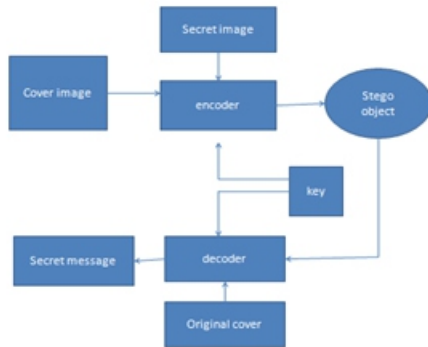 Secret image
Cover image
encoder
Stego
object
key
Secret message
decoder
Original cover